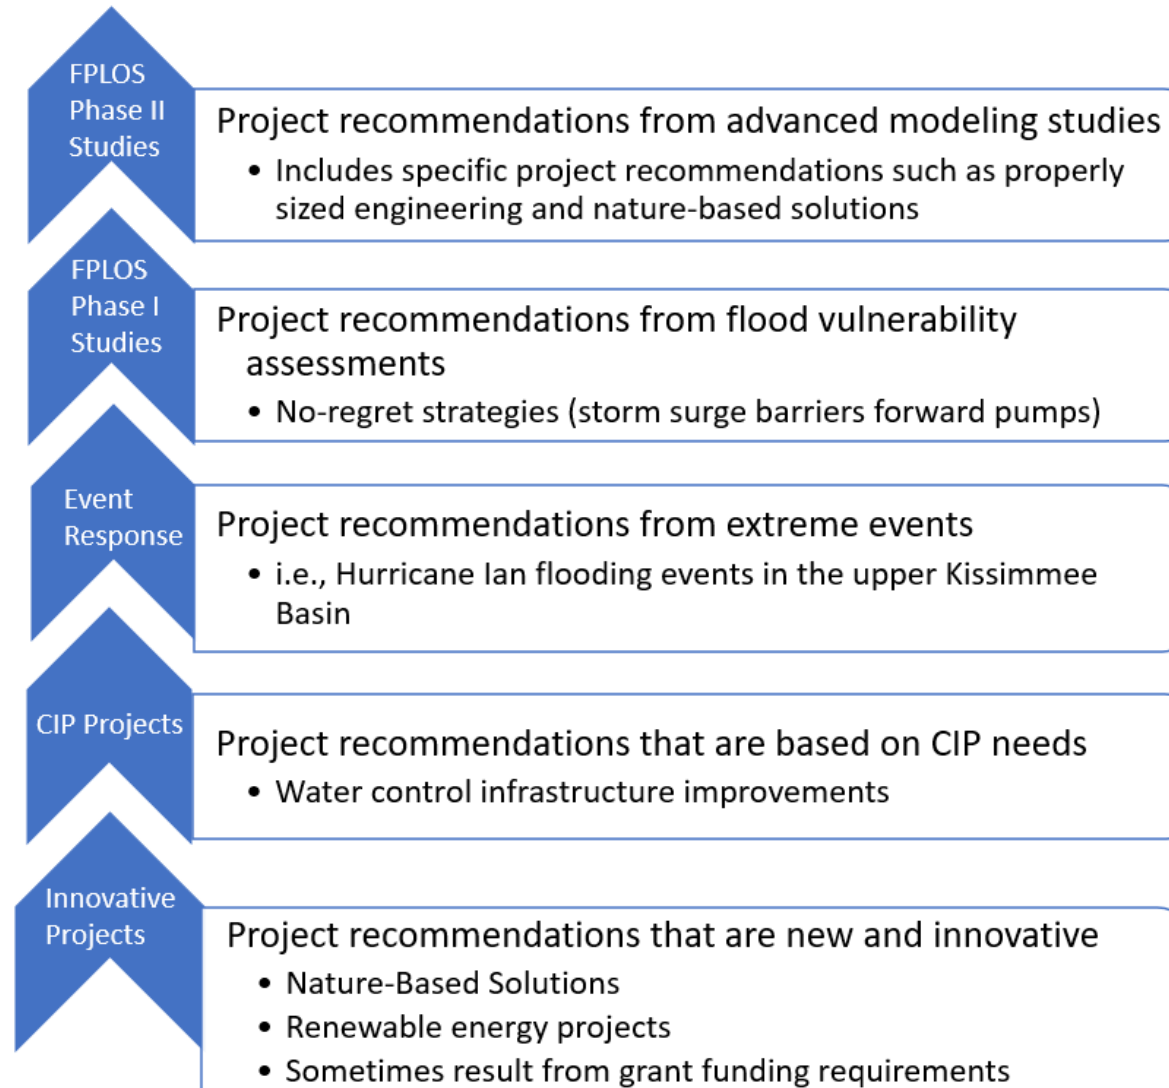 FPLOS
Phase II
Studies
Project recommendations from advanced modeling studies
• Includes specific project recommendations such as properly
sized engineering and nature-based solutions
FPLOS
Phase I
Studies
Project recommendations from flood vulnerability
assessments
• No-regret strategies (storm surge barriers forward pumps)
Event
Response
Project recommendations from extreme events
• i.e., Hurricane Ian flooding events in the upper Kissimmee
Basin
CIP Projects
Project recommendations that are based on CIP needs
• Water control infrastructure improvements
Innovative
Projects
Project recommendations that are new and innovative
• Nature-Based Solutions
• Renewable energy projects
• Sometimes result from grant funding requirements